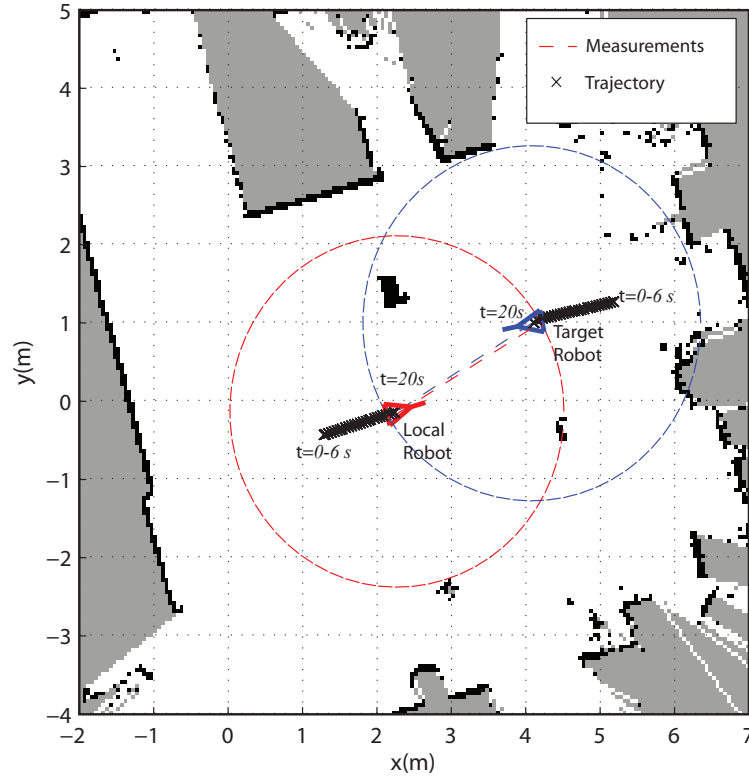 5
Measurements
Trajectory
4
3
2
t=20s
t=0-6 s
1
Target
Robot
y(m)
t=20s
0
Local
Robot
t=0-6 s
−1
−2
−3
−4
−2 −1 0 1 2 3 4 5 6 7
x(m)